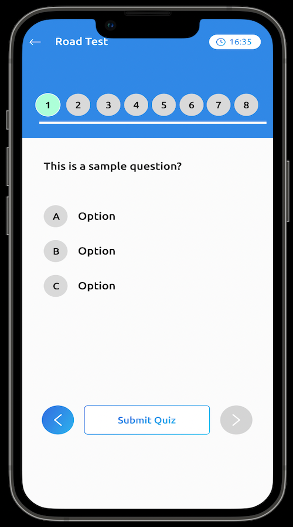 Road Test
16:35
1 2 3 4 5 6 7 8
This is a sample question?
A Option
B Option
C Option
Submit Quiz